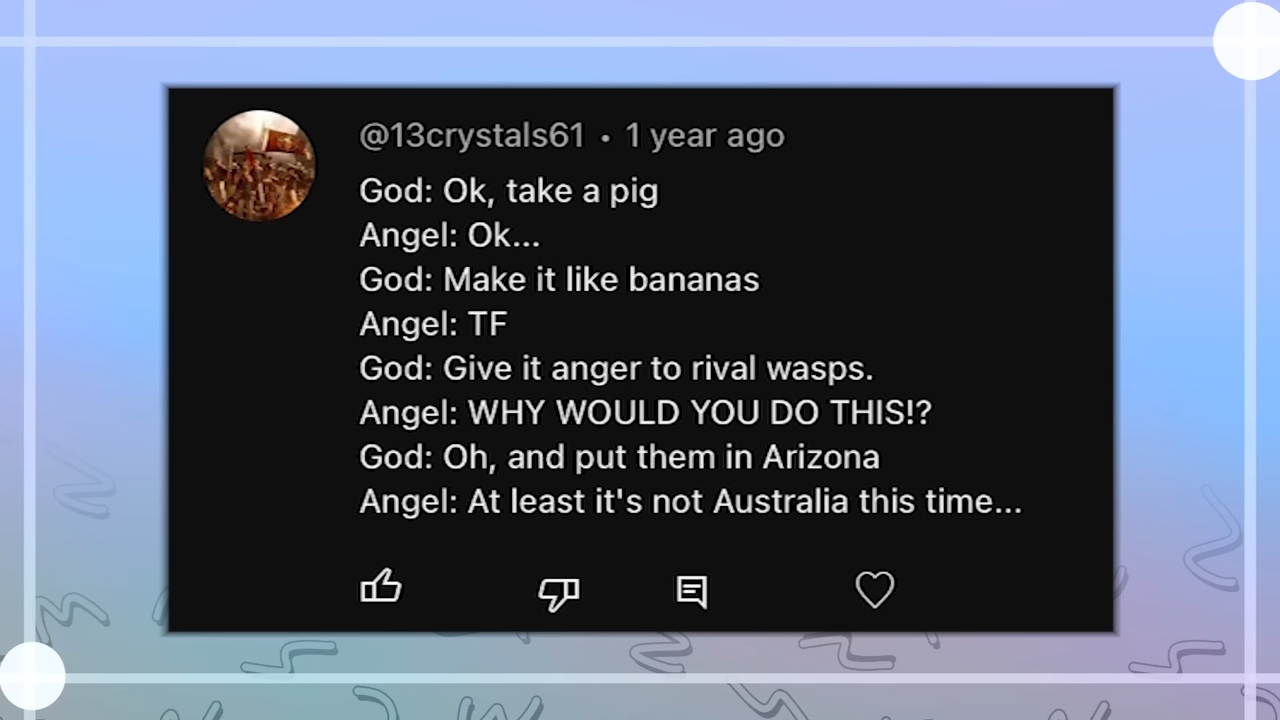 @13crystals61 • 1 year ago
God: Ok, take a pig
Angel: Ok...
God: Make it like bananas
Angel: TF
God: Give it anger to rival wasps.
Angel: WHY WOULD YOU DO THIS!?
God: Oh, and put them in Arizona
Angel: At least it's not Australia this time...